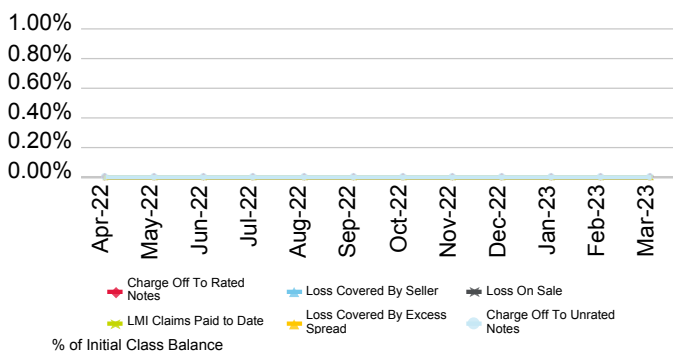 1.00%
0.80%
0.60%
0.40%
0.20%
0.00%
Apr-22
May-22
Jun-22
Jul-22
Aug-22
Sep-22
Oct-22
Nov-22
Dec-22
Jan-23
Feb-23
Mar-23
Charge Off To Rated
Notes
Loss Covered By Seller
Loss On Sale
LMI Claims Paid to Date
Loss Covered By Excess
Spread
Charge Off To Unrated
Notes
% of Initial Class Balance